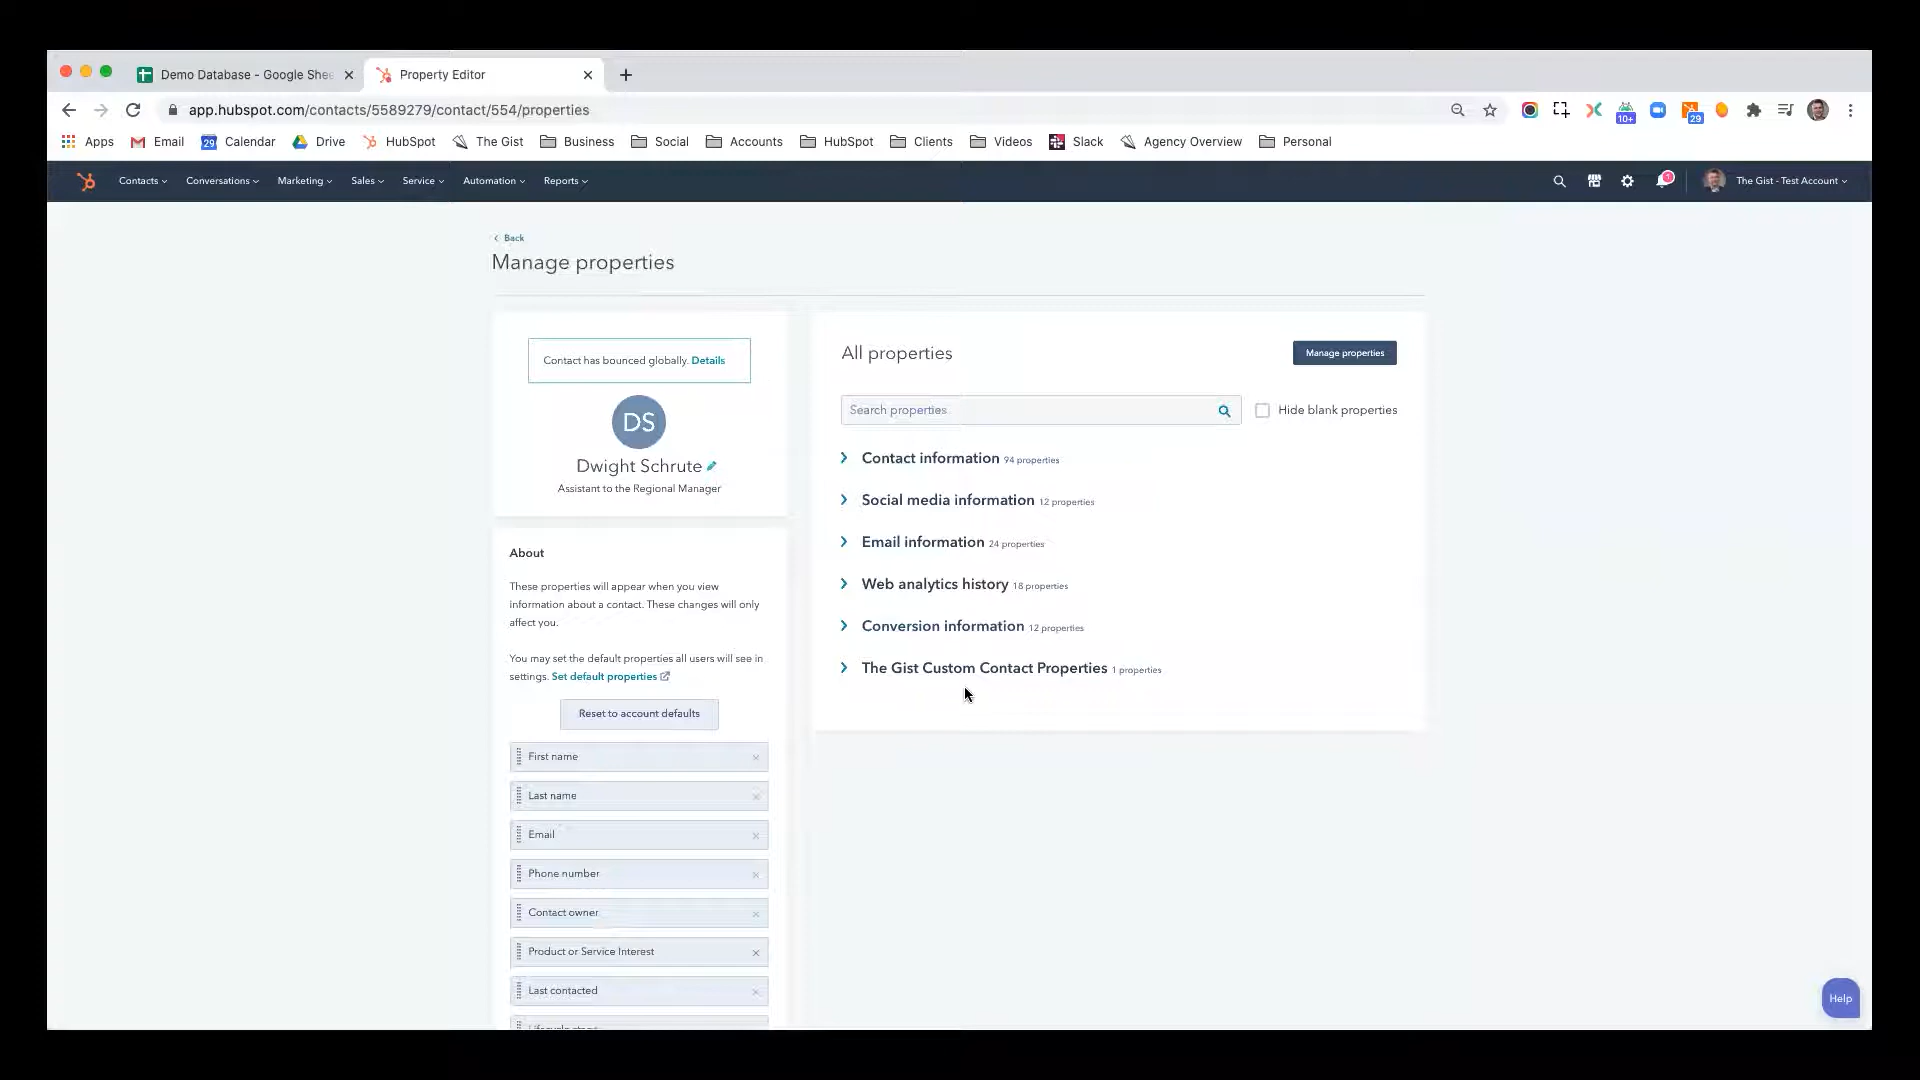 Demo Database - Google Shee
Property Editor
app.hubspot.com/contacts/5589279/contact/554/properties
10+
29
Apps
Email
29
Calendar
Drive
HubSpot
The Gist
Business
Social
Accounts
HubSpot
Clients
Videos
Slack
Agency Overview
Personal
Contacts
Conversations
Marketing
Sales
Service
Automation
Reports
1
The Gist - Test Account
Back
Manage properties
Contact has bounced globally. Details
DS
Dwight Schrute
Assistant to the Regional Manager
About
These properties will appear when you view
information about a contact. These changes will only
affect you.
You may set the default properties all users will see in
settings. Set default properties
Reset to account defaults
First name
Last name
Email
Phone number
Contact owner
Product or Service Interest
Last contacted
Lifecycle stage
All properties
Manage properties
Search properties
Hide blank properties
Contact information 94 properties
Social media information 12 properties
Email information 24 properties
Web analytics history 18 properties
Conversion information 12 properties
The Gist Custom Contact Properties 1 properties
Help